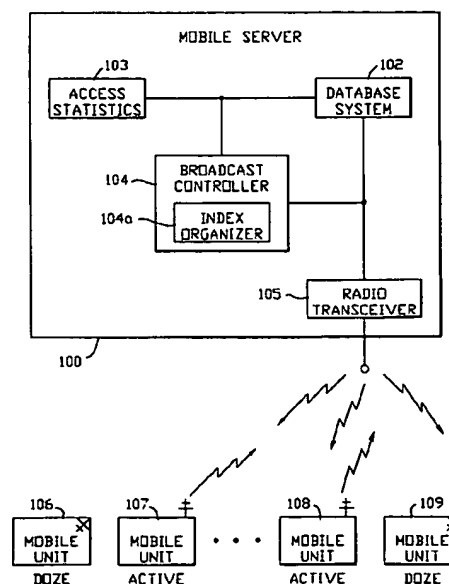 MOBILE SERVER
103
102
ACCESS
STATISTICS
DATABASE
SYSTEM
104
BROADCAST
CONTROLLER
104a
INDEX
ORGANIZER
105
RADIO
TRANSCEIVER
100
106
107
108
109
MOBILE
UNIT
MOBILE
UNIT
MOBILE
UNIT
MOBILE
UNIT
DOZE
ACTIVE
ACTIVE
DOZE